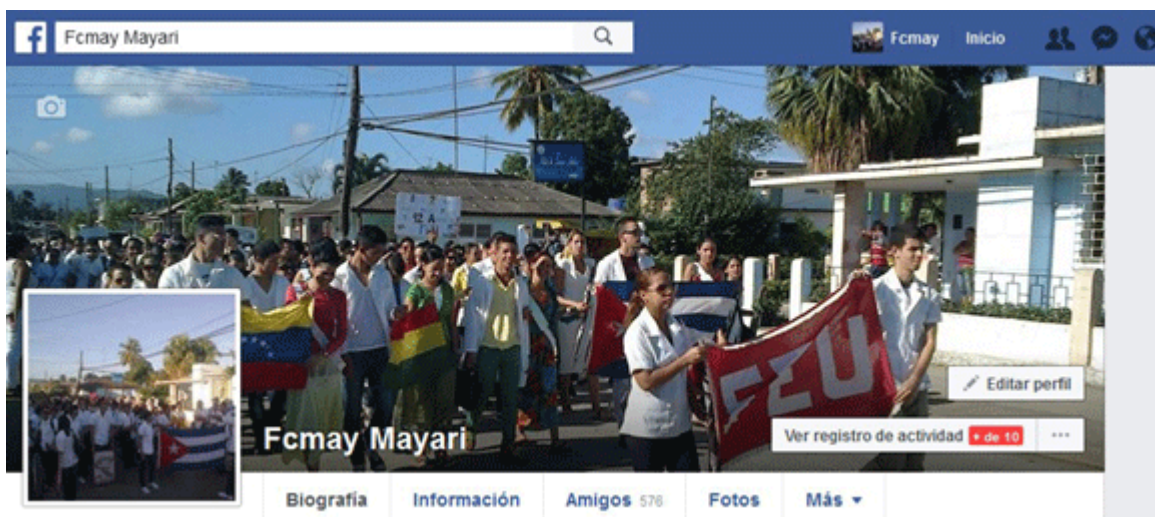 f
Fcmay Mayari
Fcmay
Inicio
12 A
FEU
Editar perfil
Fcmay Mayari
Ver registro de actividad
+ de 10
Biografía
Información
Amigos 576
Fotos
Más